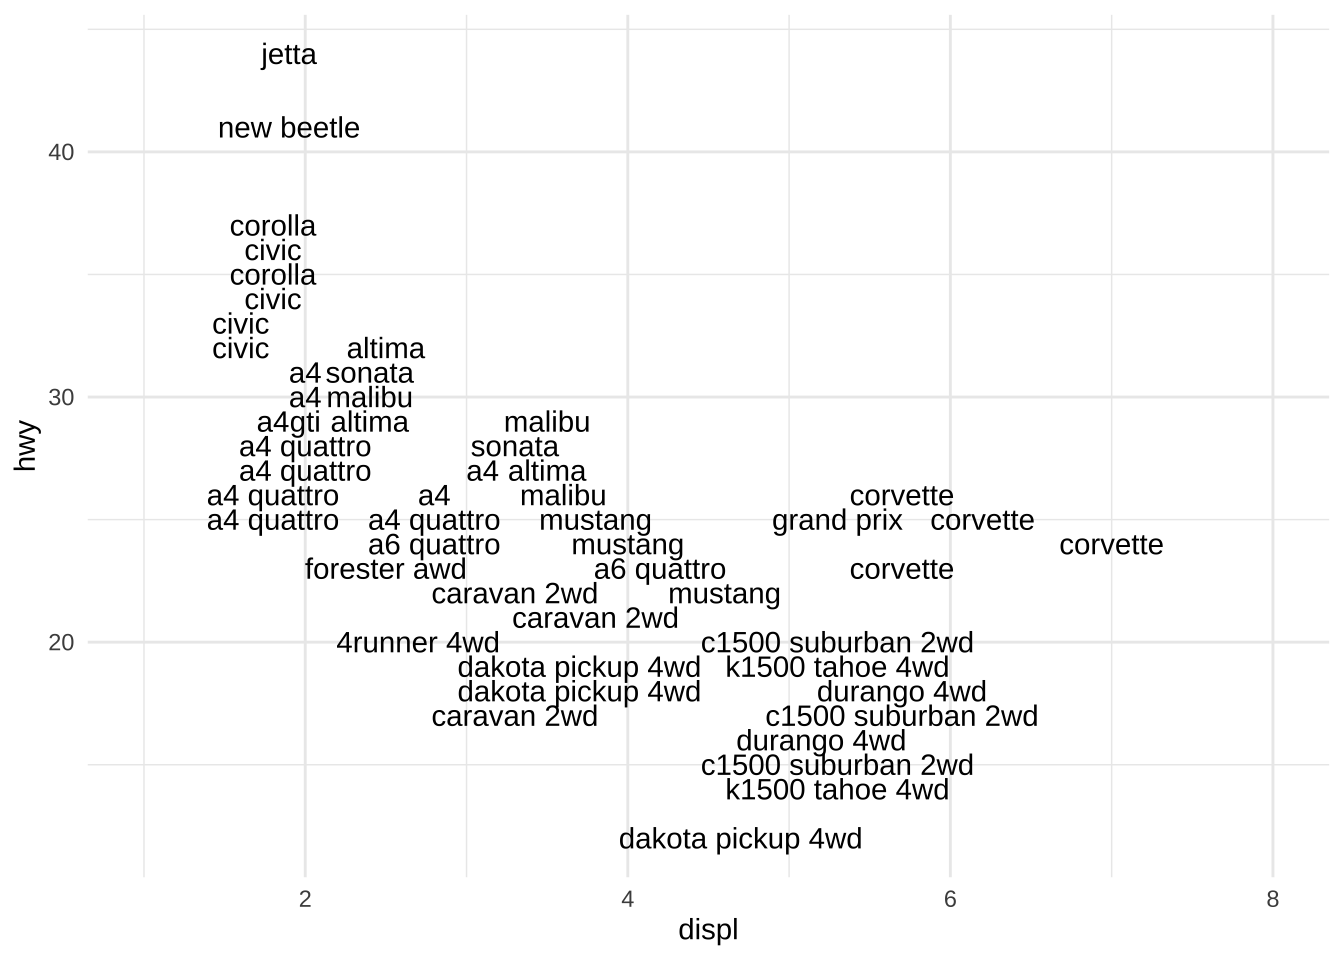 jetta
new beetle
40
corolla
civic
corolla
civic
civic
civic altima
a4 sonata
30 a4 malibu
a4 gti altima malibu
a4 quattro sonata
a4 quattro a4 altima
hwy
a4 quattro a4 malibu corvette
a4 quattro a4 quattro mustang grand prix corvette
a6 quattro mustang corvette
forester awd a6 quattro corvette
caravan 2wd mustang
caravan 2wd
20 4runner 4wd c1500 suburban 2wd
dakota pickup 4wd k1500 tahoe 4wd
dakota pickup 4wd durango 4wd
caravan 2wd c1500 suburban 2wd
durango 4wd
c1500 suburban 2wd
k1500 tahoe 4wd
dakota pickup 4wd
2 4 6 8
displ